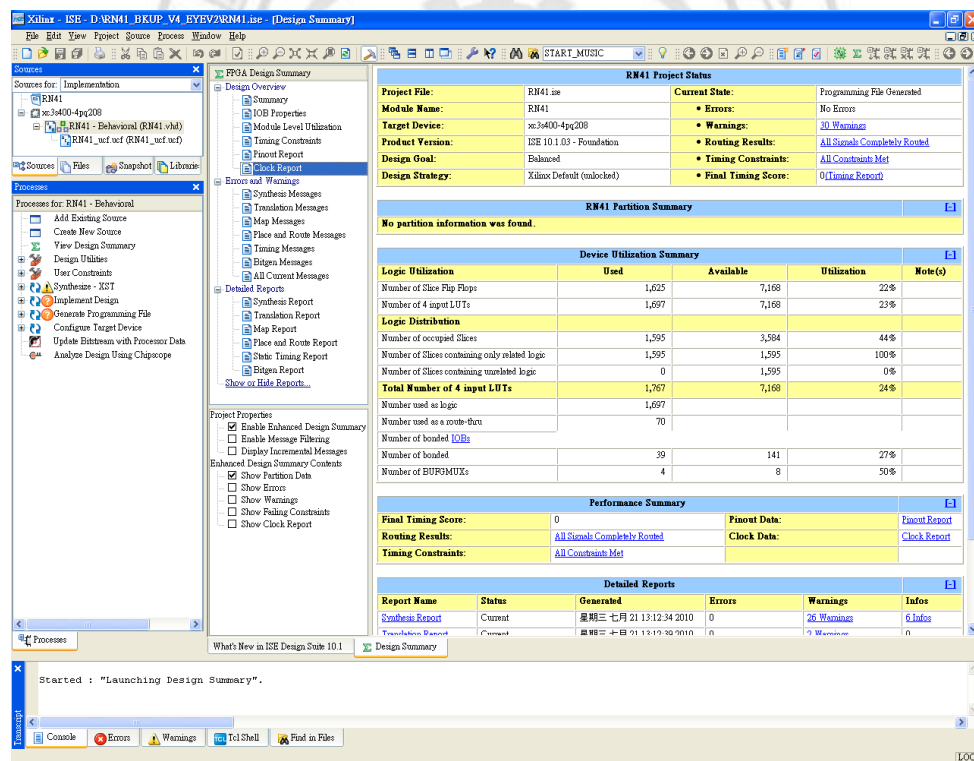 Xilinx - ISE - D:\RN41_BKUP_V4_EYEV2\RN41.ise - [Design Summary]
File Edit View Project Source Process Window Help
START_MUSIC
Sources
Sources for: Implementation
RN41
xc3s400-4pq208
RN41 - Behavioral (RN41.vhd)
RN41_ucf.ucf (RN41_ucf.ucf)
Sources Files Snapshot Librarie
Processes
Processes for: RN41 - Behavioral
Add Existing Source
Create New Source
View Design Summary
Design Utilities
User Constraints
Synthesize - XST
Implement Design
Generate Programming File
Configure Target Device
Update Bitstream with Processor Data
Analyze Design Using Chipscope
Processes
FPGA Design Summary
Design Overview
Summary
IOB Properties
Module Level Utilization
Timing Constraints
Pinout Report
Clock Report
Errors and Warnings
Synthesis Messages
Translation Messages
Map Messages
Place and Route Messages
Timing Messages
Bitgen Messages
All Current Messages
Detailed Reports
Synthesis Report
Translation Report
Map Report
Place and Route Report
Static Timing Report
Bitgen Report
Show or Hide Reports...
Project Properties
Enable Enhanced Design Summary
Enable Message Filtering
Display Incremental Messages
Enhanced Design Summary Contents
Show Partition Data
Show Errors
Show Warnings
Show Failing Constraints
Show Clock Report
RN41 Project Status
Project File: RN41.ise Current State: Programming File Generated
Module Name: RN41 • Errors: No Errors
Target Device: xc3s400-4pq208 • Warnings: 30 Warnings
Product Version: ISE 10.1.03 - Foundation • Routing Results: All Signals Completely Routed
Design Goal: Balanced • Timing Constraints: All Constraints Met
Design Strategy: Xilinx Default (unlocked) • Final Timing Score: 0 (Timing Report)
RN41 Partition Summary [-]
No partition information was found.
Device Utilization Summary [-]
Logic Utilization Used Available Utilization Note(s)
Number of Slice Flip Flops 1,625 7,168 22%
Number of 4 input LUTs 1,697 7,168 23%
Logic Distribution
Number of occupied Slices 1,595 3,584 44%
Number of Slices containing only related logic 1,595 1,595 100%
Number of Slices containing unrelated logic 0 1,595 0%
Total Number of 4 input LUTs 1,767 7,168 24%
Number used as logic 1,697
Number used as a route-thru 70
Number of bonded IOBs
Number of bonded 39 141 27%
Number of BUFGMUXs 4 8 50%
Performance Summary [-]
Final Timing Score: 0 Pinout Data: Pinout Report
Routing Results: All Signals Completely Routed Clock Data: Clock Report
Timing Constraints: All Constraints Met
Detailed Reports [-]
Report Name Status Generated Errors Warnings Infos
Synthesis Report Current 星期三 七月 21 13:12:34 2010 0 26 Warnings 6 Infos
Translation Report Current 星期三 七月 21 13:12:39 2010 0 2 Warnings 0
What's New in ISE Design Suite 10.1 Design Summary
Started : "Launching Design Summary".
Transcript
Console Errors Warnings Tcl Shell Find in Files